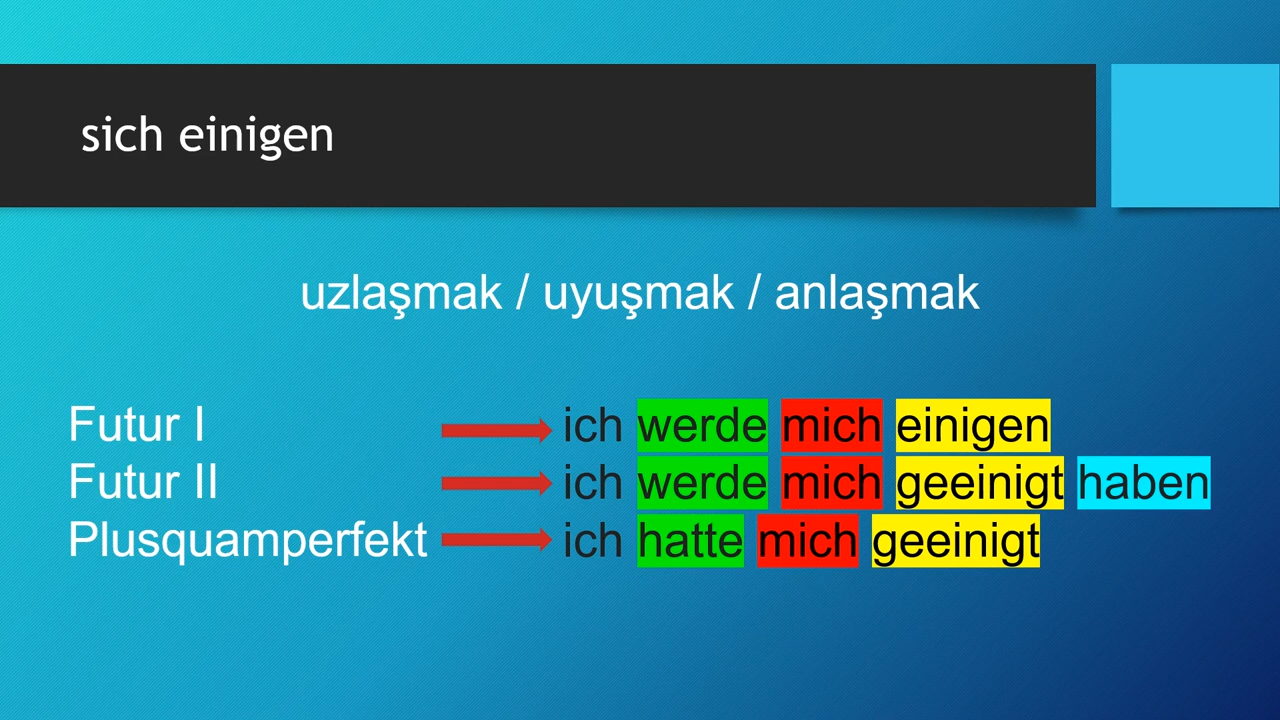 sich einigen
uzlaşmak / uyuşmak / anlaşmak
Futur I ich werde mich einigen
Futur II ich werde mich geeinigt haben
Plusquamperfekt ich hatte mich geeinigt